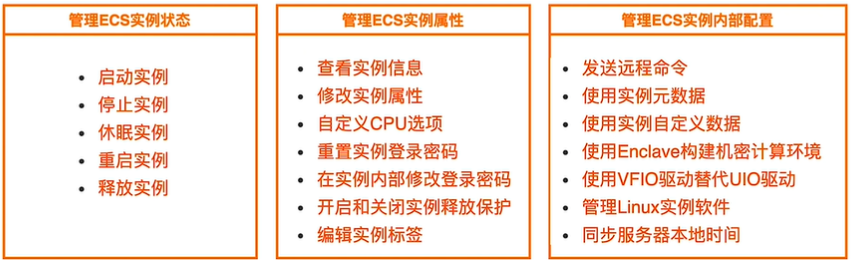 管理ECS实例状态
启动实例
停止实例
休眠实例
重启实例
释放实例
管理ECS实例属性
查看实例信息
修改实例属性
自定义CPU选项
重置实例登录密码
在实例内部修改登录密码
开启和关闭实例释放保护
编辑实例标签
管理ECS实例内部配置
发送远程命令
使用实例元数据
使用实例自定义数据
使用Enclave构建机密计算环境
使用VFIO驱动替代UIO驱动
管理Linux实例软件
同步服务器本地时间